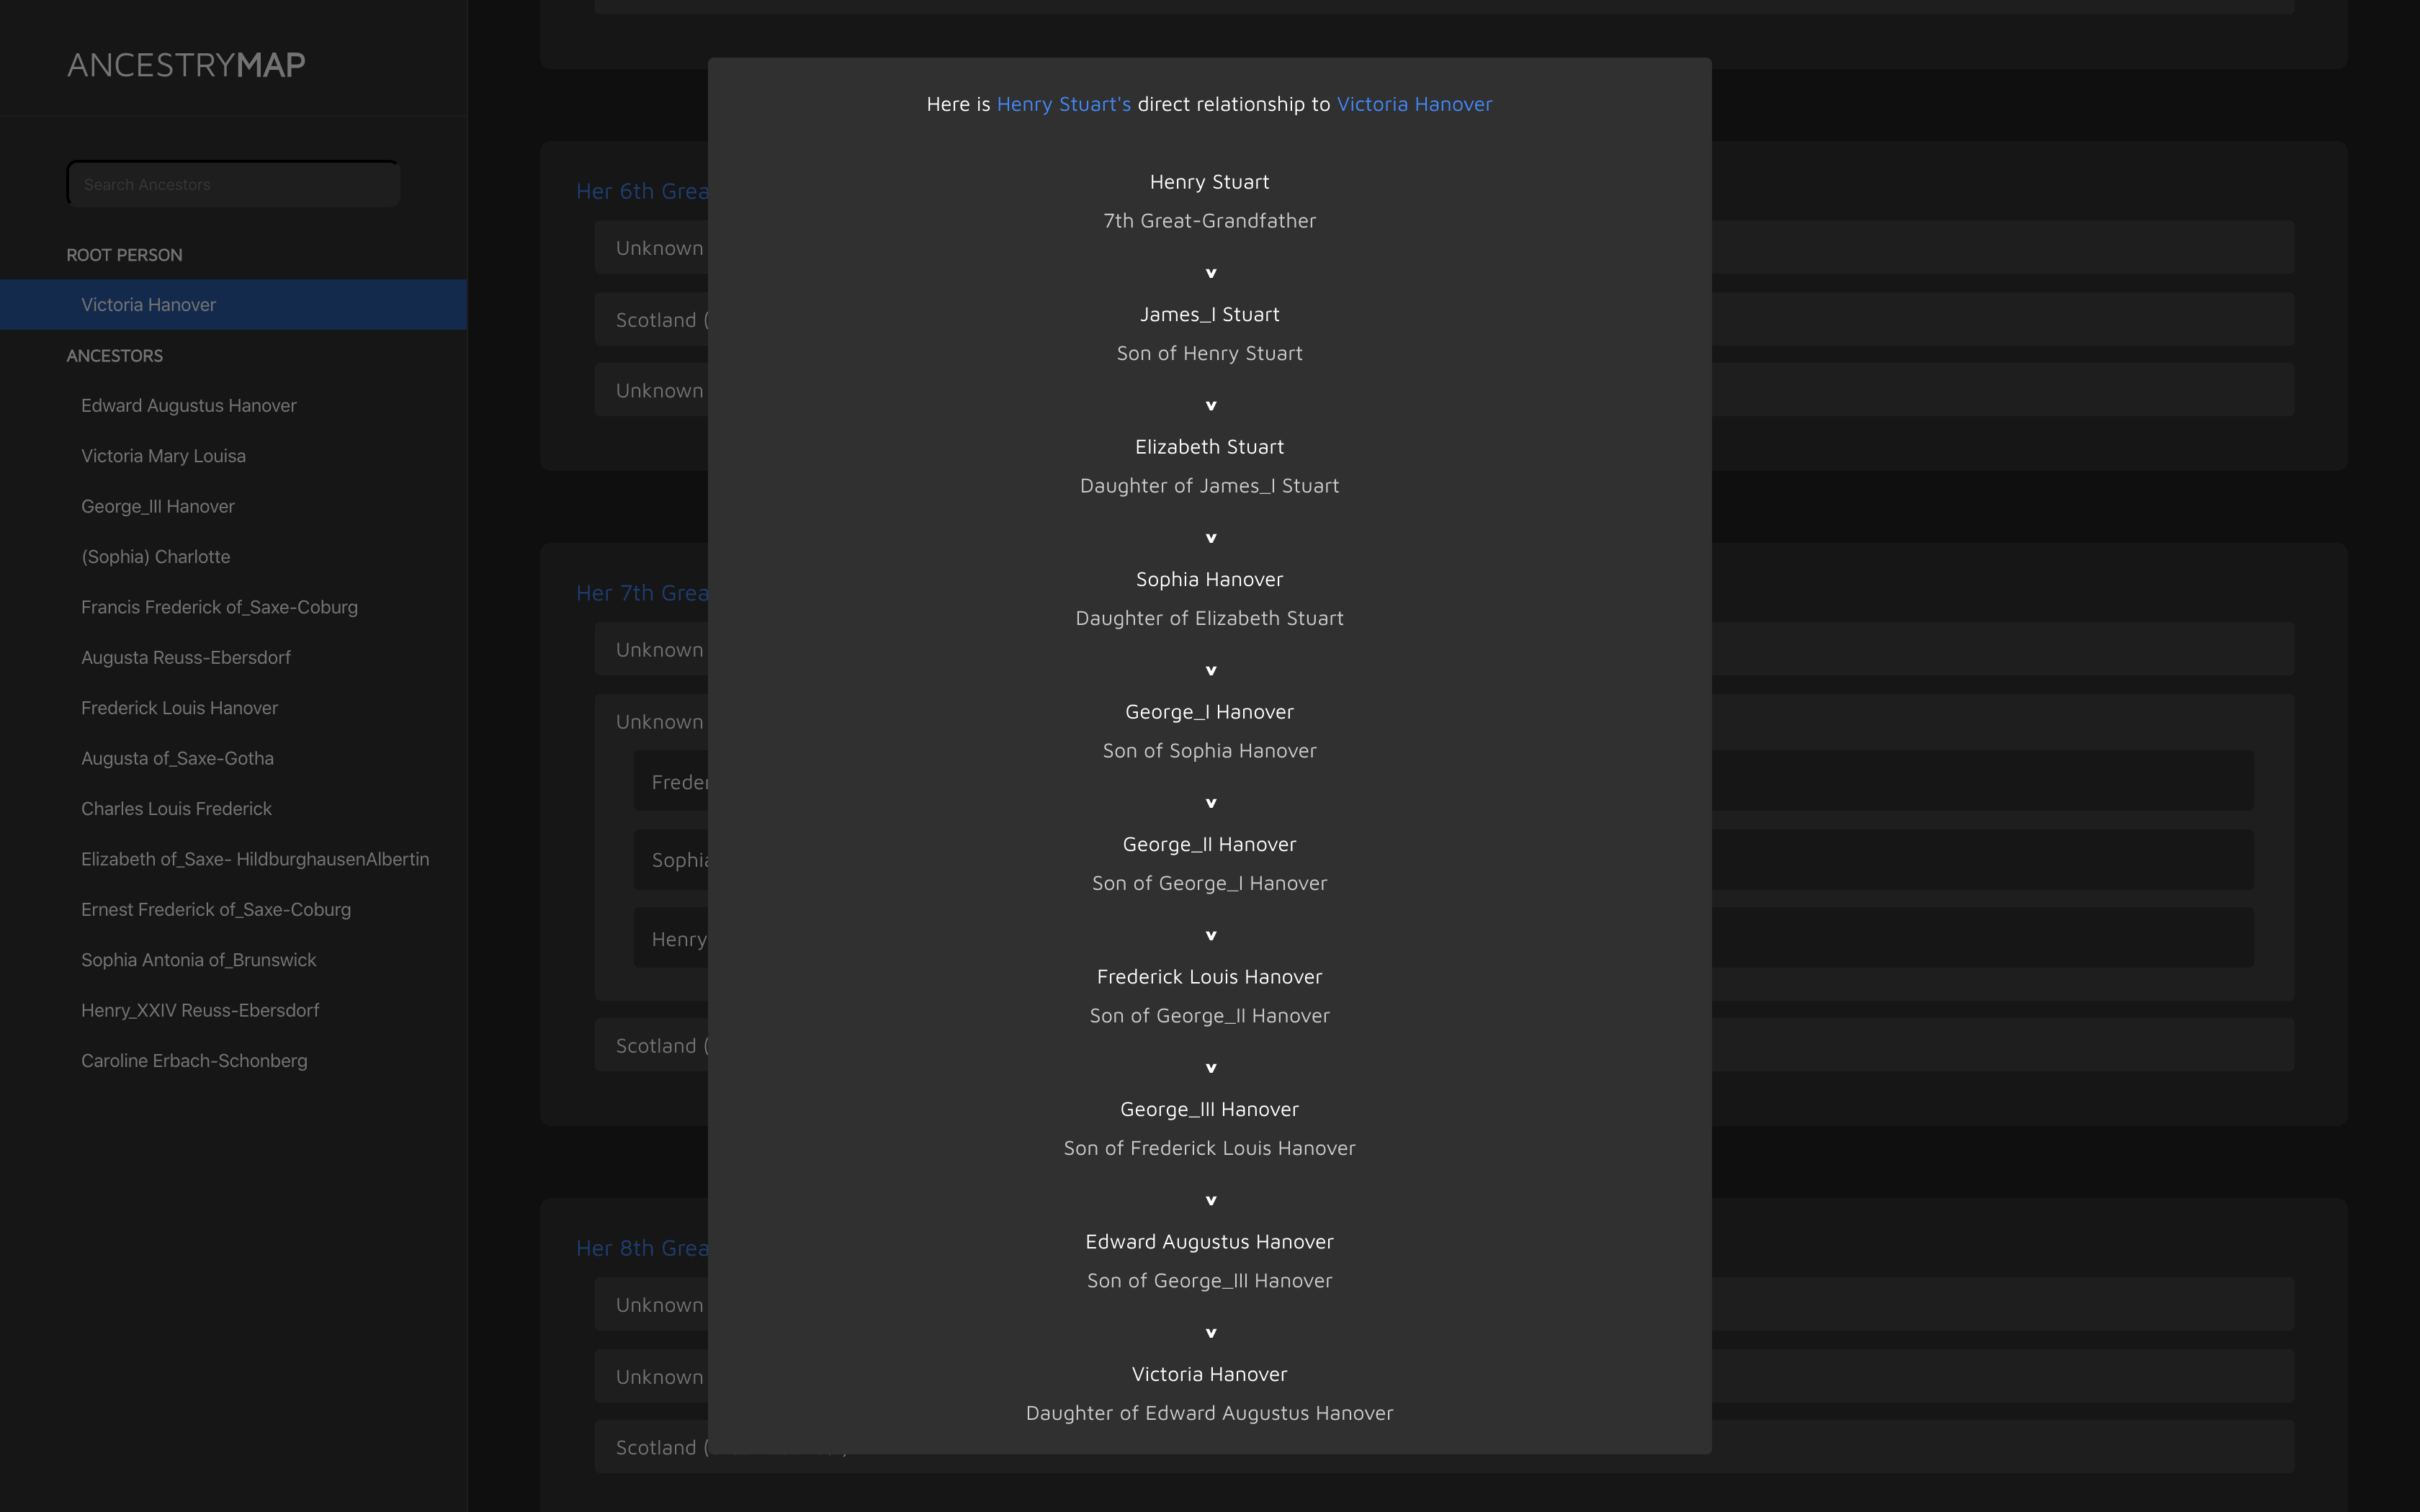 ANCESTRYMAP
Search Ancestors
ROOT PERSON
Victoria Hanover
ANCESTORS
Edward Augustus Hanover
Victoria Mary Louisa
George_III Hanover
(Sophia) Charlotte
Francis Frederick of_Saxe-Coburg
Augusta Reuss-Ebersdorf
Frederick Louis Hanover
Augusta of_Saxe-Gotha
Charles Louis Frederick
Elizabeth of_Saxe- HildburghausenAlbertin
Ernest Frederick of_Saxe-Coburg
Sophia Antonia of_Brunswick
Henry_XXIV Reuss-Ebersdorf
Caroline Erbach-Schonberg
Her 6th Grea
Unknown
Scotland (
Unknown
Her 7th Grea
Unknown
Unknown
Freder
Sophia
Henry
Scotland (
Her 8th Grea
Unknown
Unknown
Scotland (
Here is Henry Stuart's direct relationship to Victoria Hanover
Henry Stuart
7th Great-Grandfather
v
James_I Stuart
Son of Henry Stuart
v
Elizabeth Stuart
Daughter of James_I Stuart
v
Sophia Hanover
Daughter of Elizabeth Stuart
v
George_I Hanover
Son of Sophia Hanover
v
George_II Hanover
Son of George_I Hanover
v
Frederick Louis Hanover
Son of George_II Hanover
v
George_III Hanover
Son of Frederick Louis Hanover
v
Edward Augustus Hanover
Son of George_III Hanover
v
Victoria Hanover
Daughter of Edward Augustus Hanover